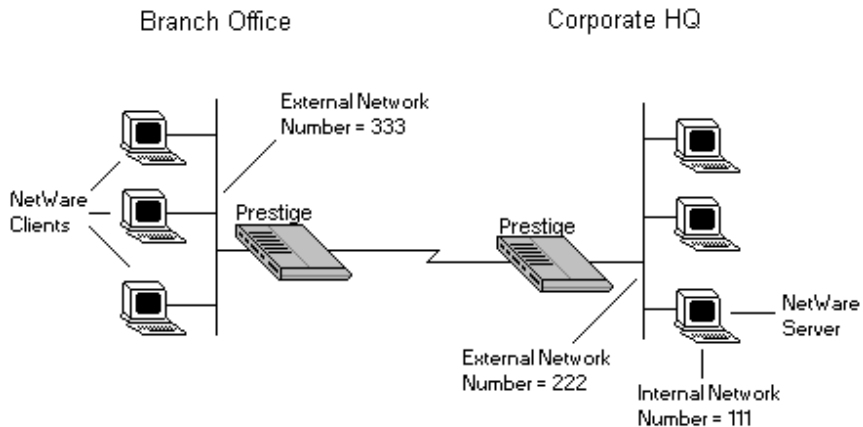 Branch Office
Corporate HQ
External Network
Number = 333
NetWare
Clients
Prestige
Prestige
NetWare
Server
External Network
Number = 222
Internal Network
Number = 111